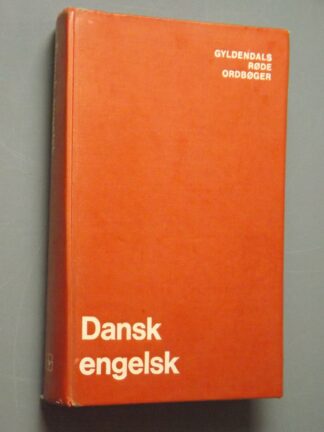 GYLDENDALS
RØDE
ORDBØGER
Dansk
engelsk